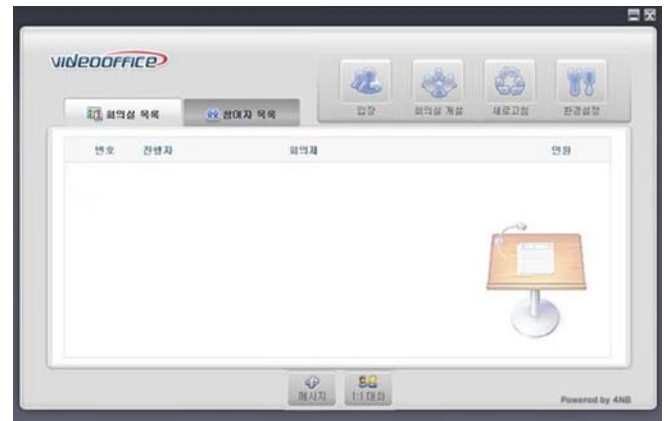 videooffice
입장 회의실 개설 새로고침 환경설정
회의실 목록 참여자 목록
번호 진행자 회의제 인원
메시지 1:1 대화
Powered by 4NB